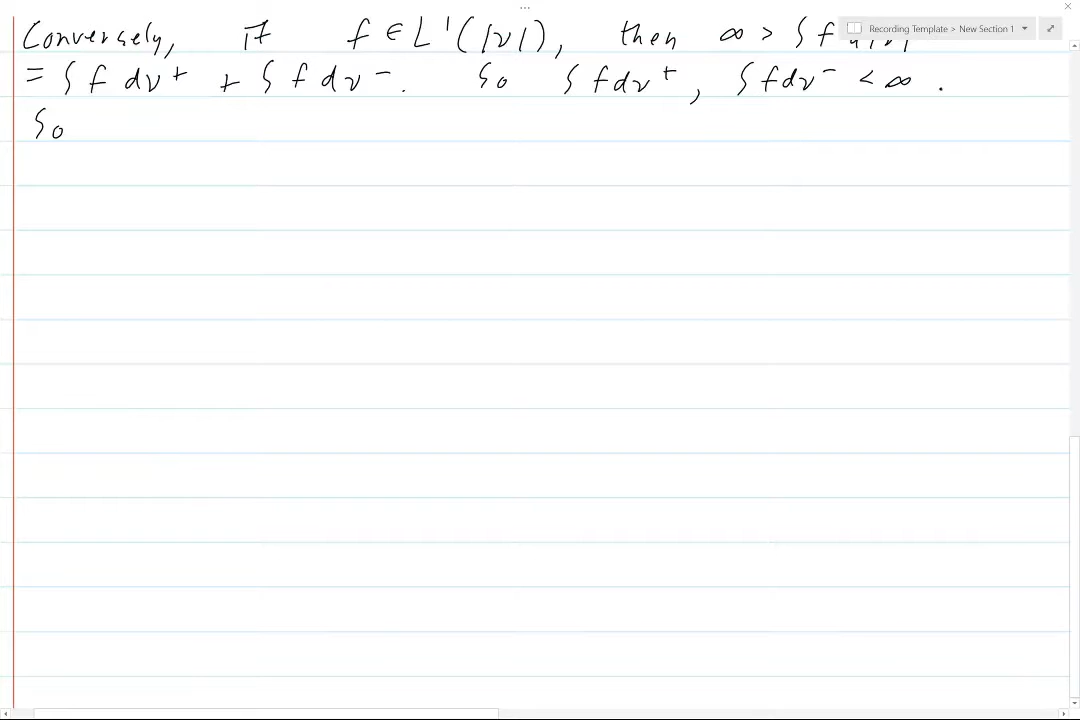 Conversely, if f ∈ L¹(|ν|), then ∞ > ∫ f
Recording Template > New Section 1
= ∫ f dν⁺ + ∫ f dν⁻. So ∫ f dν⁺, ∫ f dν⁻ < ∞.
So